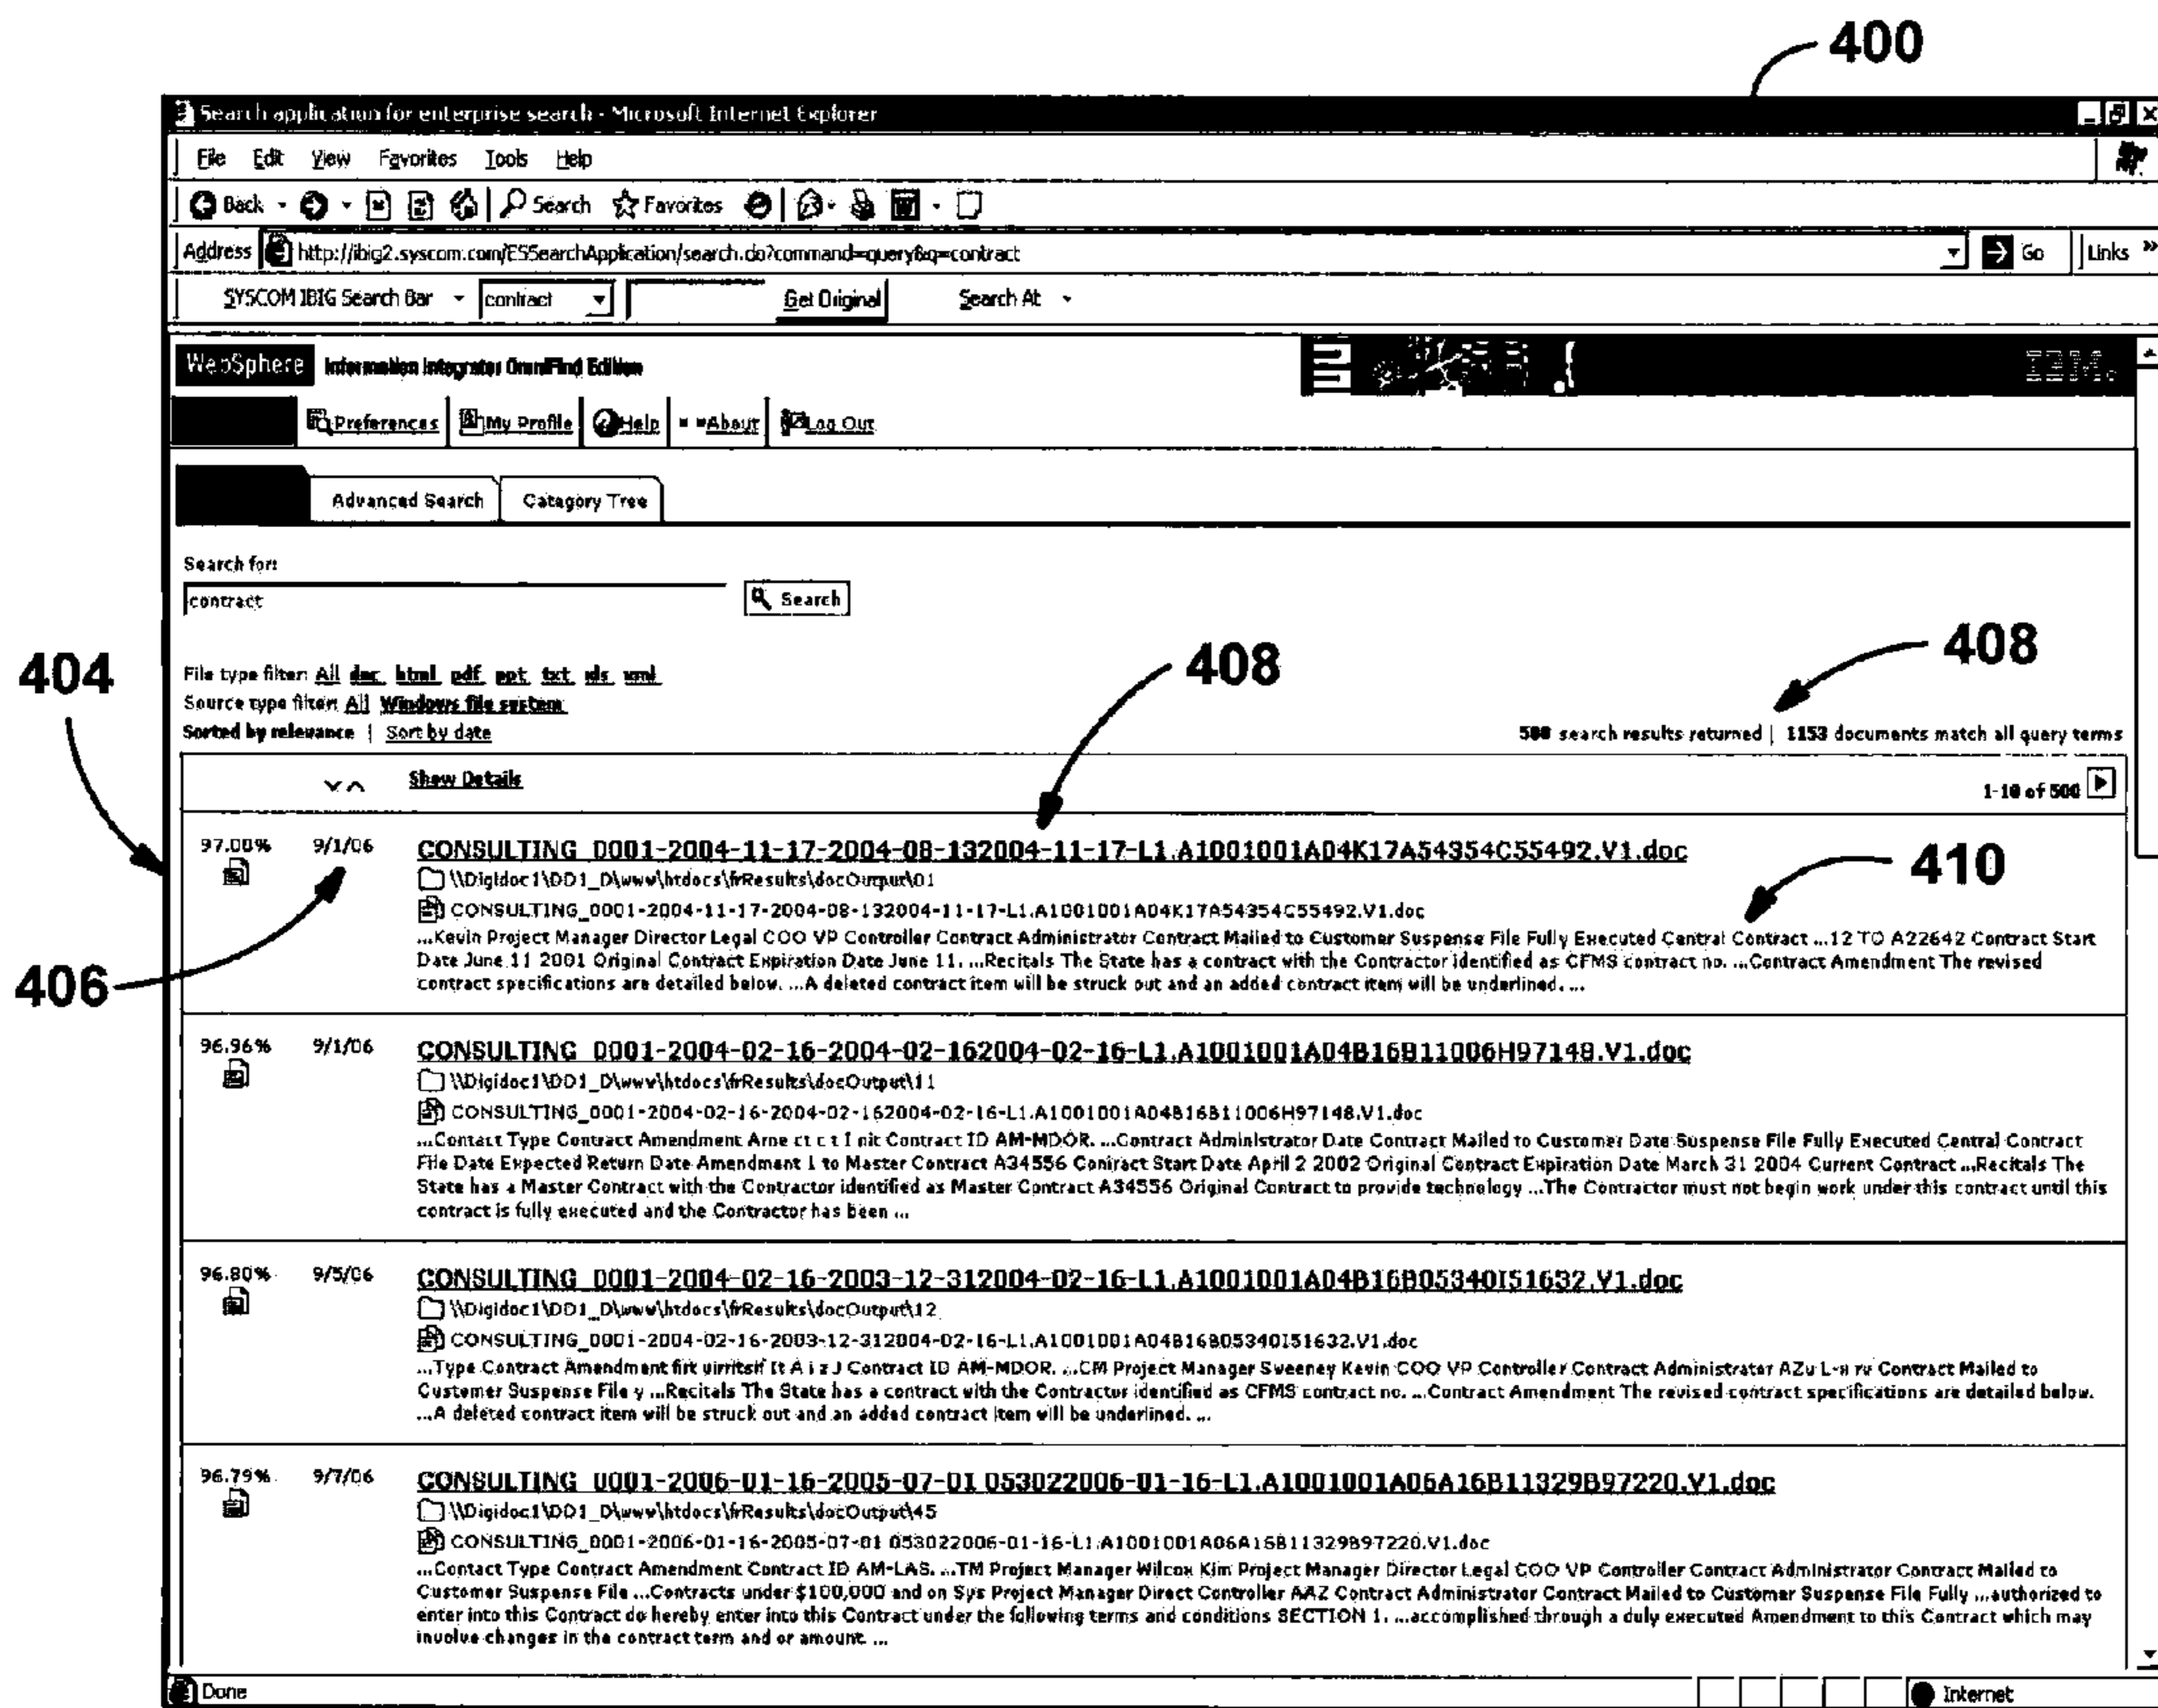 400
Search application for enterprise search - Microsoft Internet Explorer
File Edit View Favorites Tools Help
Back Search Favorites
Address http://ibig2.syscom.com/ESSearchApplication/search.do?command=query&q=contract Go Links »
SYSCOM IBIG Search Bar contract Get Original Search At
WebSphere Information Integrator OmniFind Edition IBM.
Preferences My Profile Help About Log Out
Advanced Search Category Tree
Search for:
contract Search
404 408 408
File type filter: All doc html pdf ppt txt xls xml
Source type filter: All Windows file system
Sorted by relevance | Sort by date 500 search results returned | 1153 documents match all query terms
Show Details 1-10 of 500
97.00% 9/1/06 CONSULTING_0001-2004-11-17-2004-08-132004-11-17-L1.A1001001A04K17A54354C55492.V1.doc
410
\\Digidoc1\DD1_D\www\htdocs\frResults\docOutput\01
CONSULTING_0001-2004-11-17-2004-08-132004-11-17-L1.A1001001A04K17A54354C55492.V1.doc
...Kevin Project Manager Director Legal COO VP Controller Contract Administrator Contract Mailed to Customer Suspense File Fully Executed Central Contract ...12 TO A22642 Contract Start
Date June 11 2001 Original Contract Expiration Date June 11. ...Recitals The State has a contract with the Contractor identified as CFMS contract no. ...Contract Amendment The revised
contract specifications are detailed below. ...A deleted contract item will be struck out and an added contract item will be underlined. ...
406
96.96% 9/1/06 CONSULTING_0001-2004-02-16-2004-02-162004-02-16-L1.A1001001A04B16B11006H97148.V1.doc
\\Digidoc1\DD1_D\www\htdocs\frResults\docOutput\11
CONSULTING_0001-2004-02-16-2004-02-162004-02-16-L1.A1001001A04B16B11006H97148.V1.doc
...Contact Type Contract Amendment Ame ct c t I nit Contract ID AM-MDOR. ...Contract Administrator Date Contract Mailed to Customer Date Suspense File Fully Executed Central Contract
File Date Expected Return Date Amendment 1 to Master Contract A34556 Contract Start Date April 2 2002 Original Contract Expiration Date March 31 2004 Current Contract ...Recitals The
State has a Master Contract with the Contractor identified as Master Contract A34556 Original Contract to provide technology ...The Contractor must not begin work under this contract until this
contract is fully executed and the Contractor has been ...
96.80% 9/5/06 CONSULTING_0001-2004-02-16-2003-12-312004-02-16-L1.A1001001A04B16B05340I51632.V1.doc
\\Digidoc1\DD1_D\www\htdocs\frResults\docOutput\12
CONSULTING_0001-2004-02-16-2003-12-312004-02-16-L1.A1001001A04B16B05340I51632.V1.doc
...Type Contract Amendment firt It A i z J Contract ID AM-MDOR. ...CM Project Manager Sweeney Kevin COO VP Controller Contract Administrator Contract Mailed to
Customer Suspense File y ...Recitals The State has a contract with the Contractor identified as CFMS contract no. ...Contract Amendment The revised contract specifications are detailed below.
...A deleted contract item will be struck out and an added contract item will be underlined. ...
96.79% 9/7/06 CONSULTING_0001-2006-01-16-2005-07-01 053022006-01-16-L1.A1001001A06A16B11329B97220.V1.doc
\\Digidoc1\DD1_D\www\htdocs\frResults\docOutput\45
CONSULTING_0001-2006-01-16-2005-07-01 053022006-01-16-L1.A1001001A06A16B11329B97220.V1.doc
...Contact Type Contract Amendment Contract ID AM-LAS. ...TM Project Manager Wilcox Kim Project Manager Director Legal COO VP Controller Contract Administrator Contract Mailed to
Customer Suspense File ...Contracts under $100,000 and on Sys Project Manager Direct Controller AAZ Contract Administrator Contract Mailed to Customer Suspense File Fully ...authorized to
enter into this Contract do hereby enter into this Contract under the following terms and conditions SECTION 1. ...accomplished through a duly executed Amendment to this Contract which may
involve changes in the contract term and or amount. ...
Done Internet